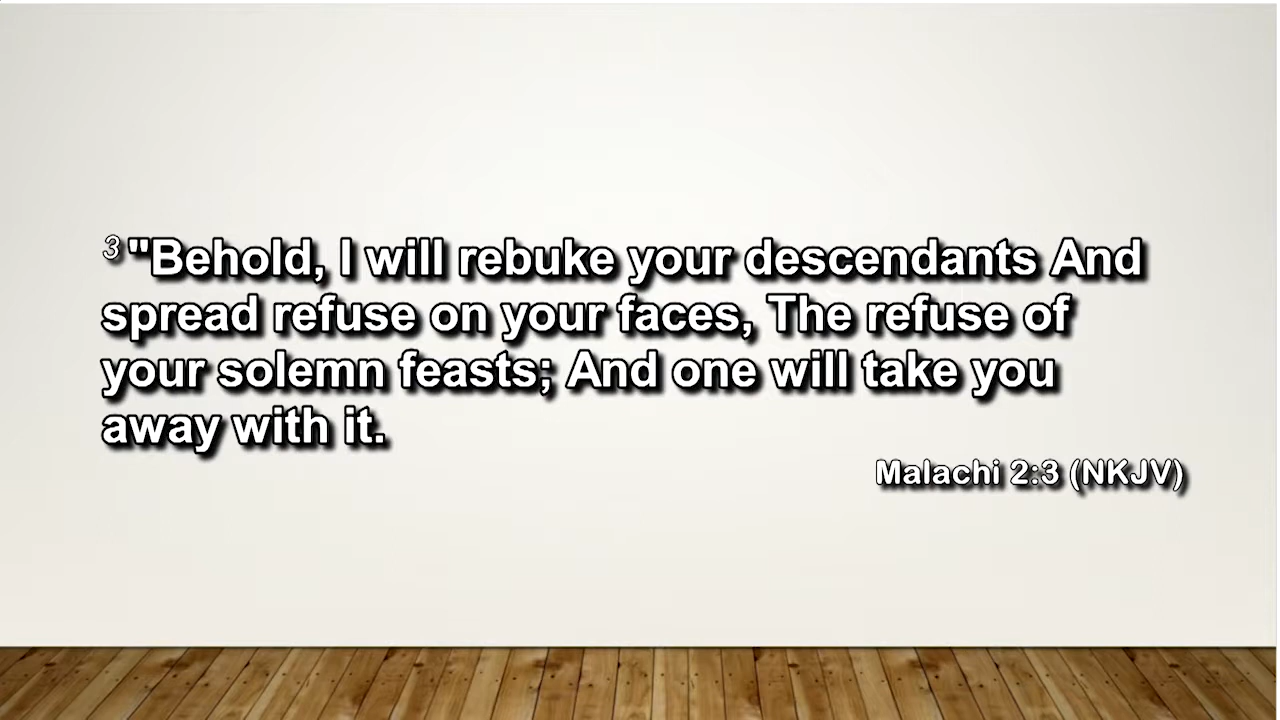 3 "Behold, I will rebuke your descendants And
spread refuse on your faces, The refuse of
your solemn feasts; And one will take you
away with it.
Malachi 2:3 (NKJV)